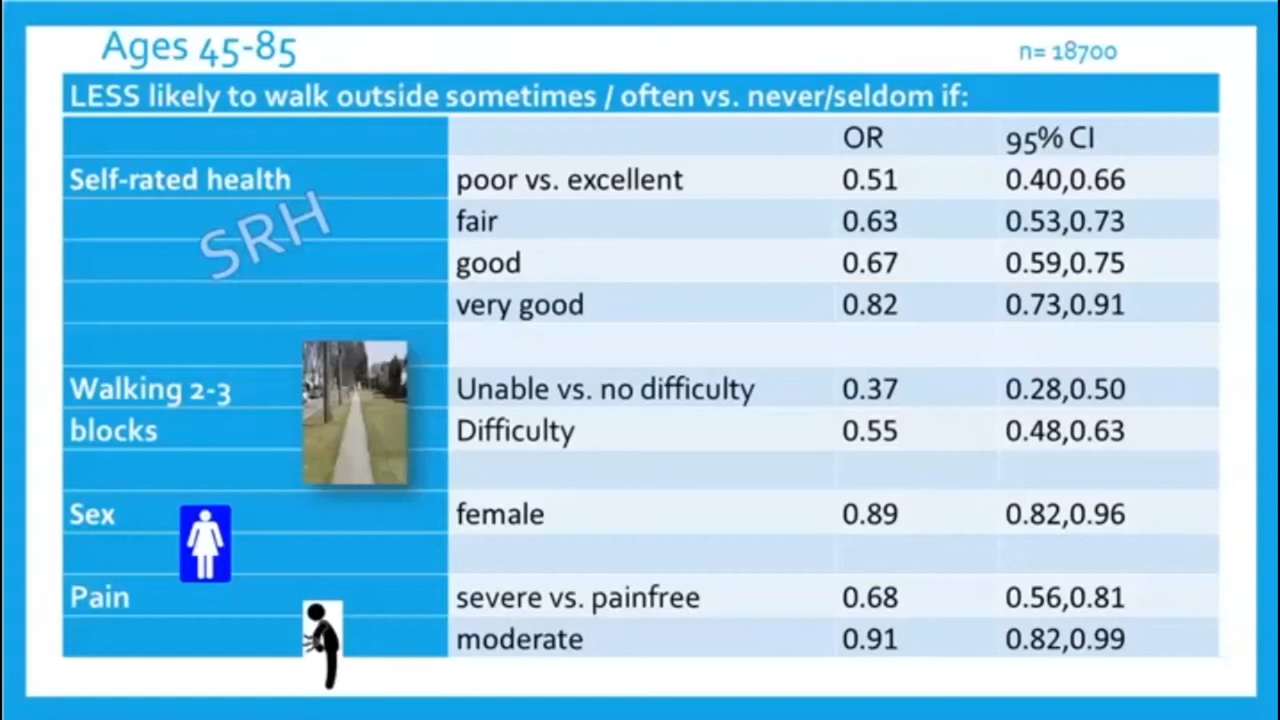 Ages 45-85
n= 18700
LESS likely to walk outside sometimes / often vs. never/seldom if:
OR 95% CI
Self-rated health poor vs. excellent 0.51 0.40,0.66
SRH
fair 0.63 0.53,0.73
good 0.67 0.59,0.75
very good 0.82 0.73,0.91
Walking 2-3 Unable vs. no difficulty 0.37 0.28,0.50
blocks Difficulty 0.55 0.48,0.63
Sex female 0.89 0.82,0.96
Pain severe vs. painfree 0.68 0.56,0.81
moderate 0.91 0.82,0.99